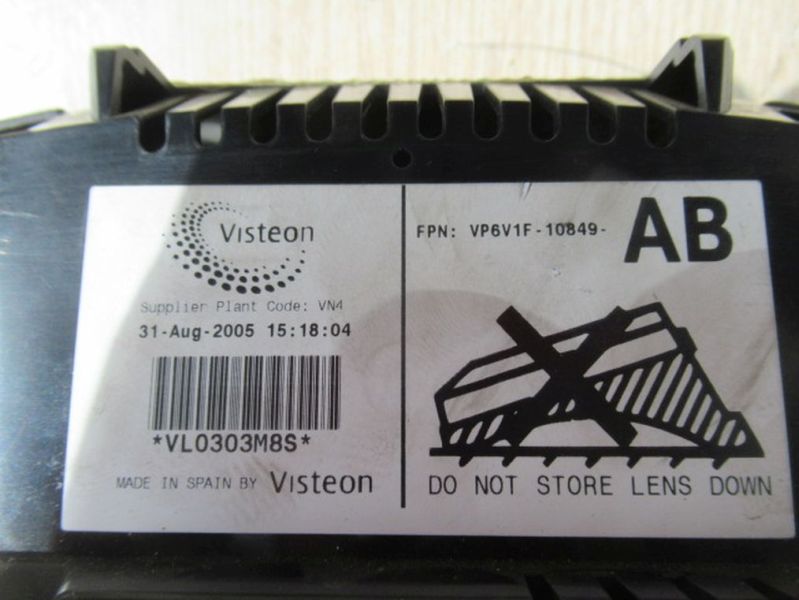 Visteon
Supplier Plant Code: VN4
31-Aug-2005 15:18:04
*VL0303M8S*
MADE IN SPAIN BY Visteon
FPN: VP6V1F-10849- AB
DO NOT STORE LENS DOWN